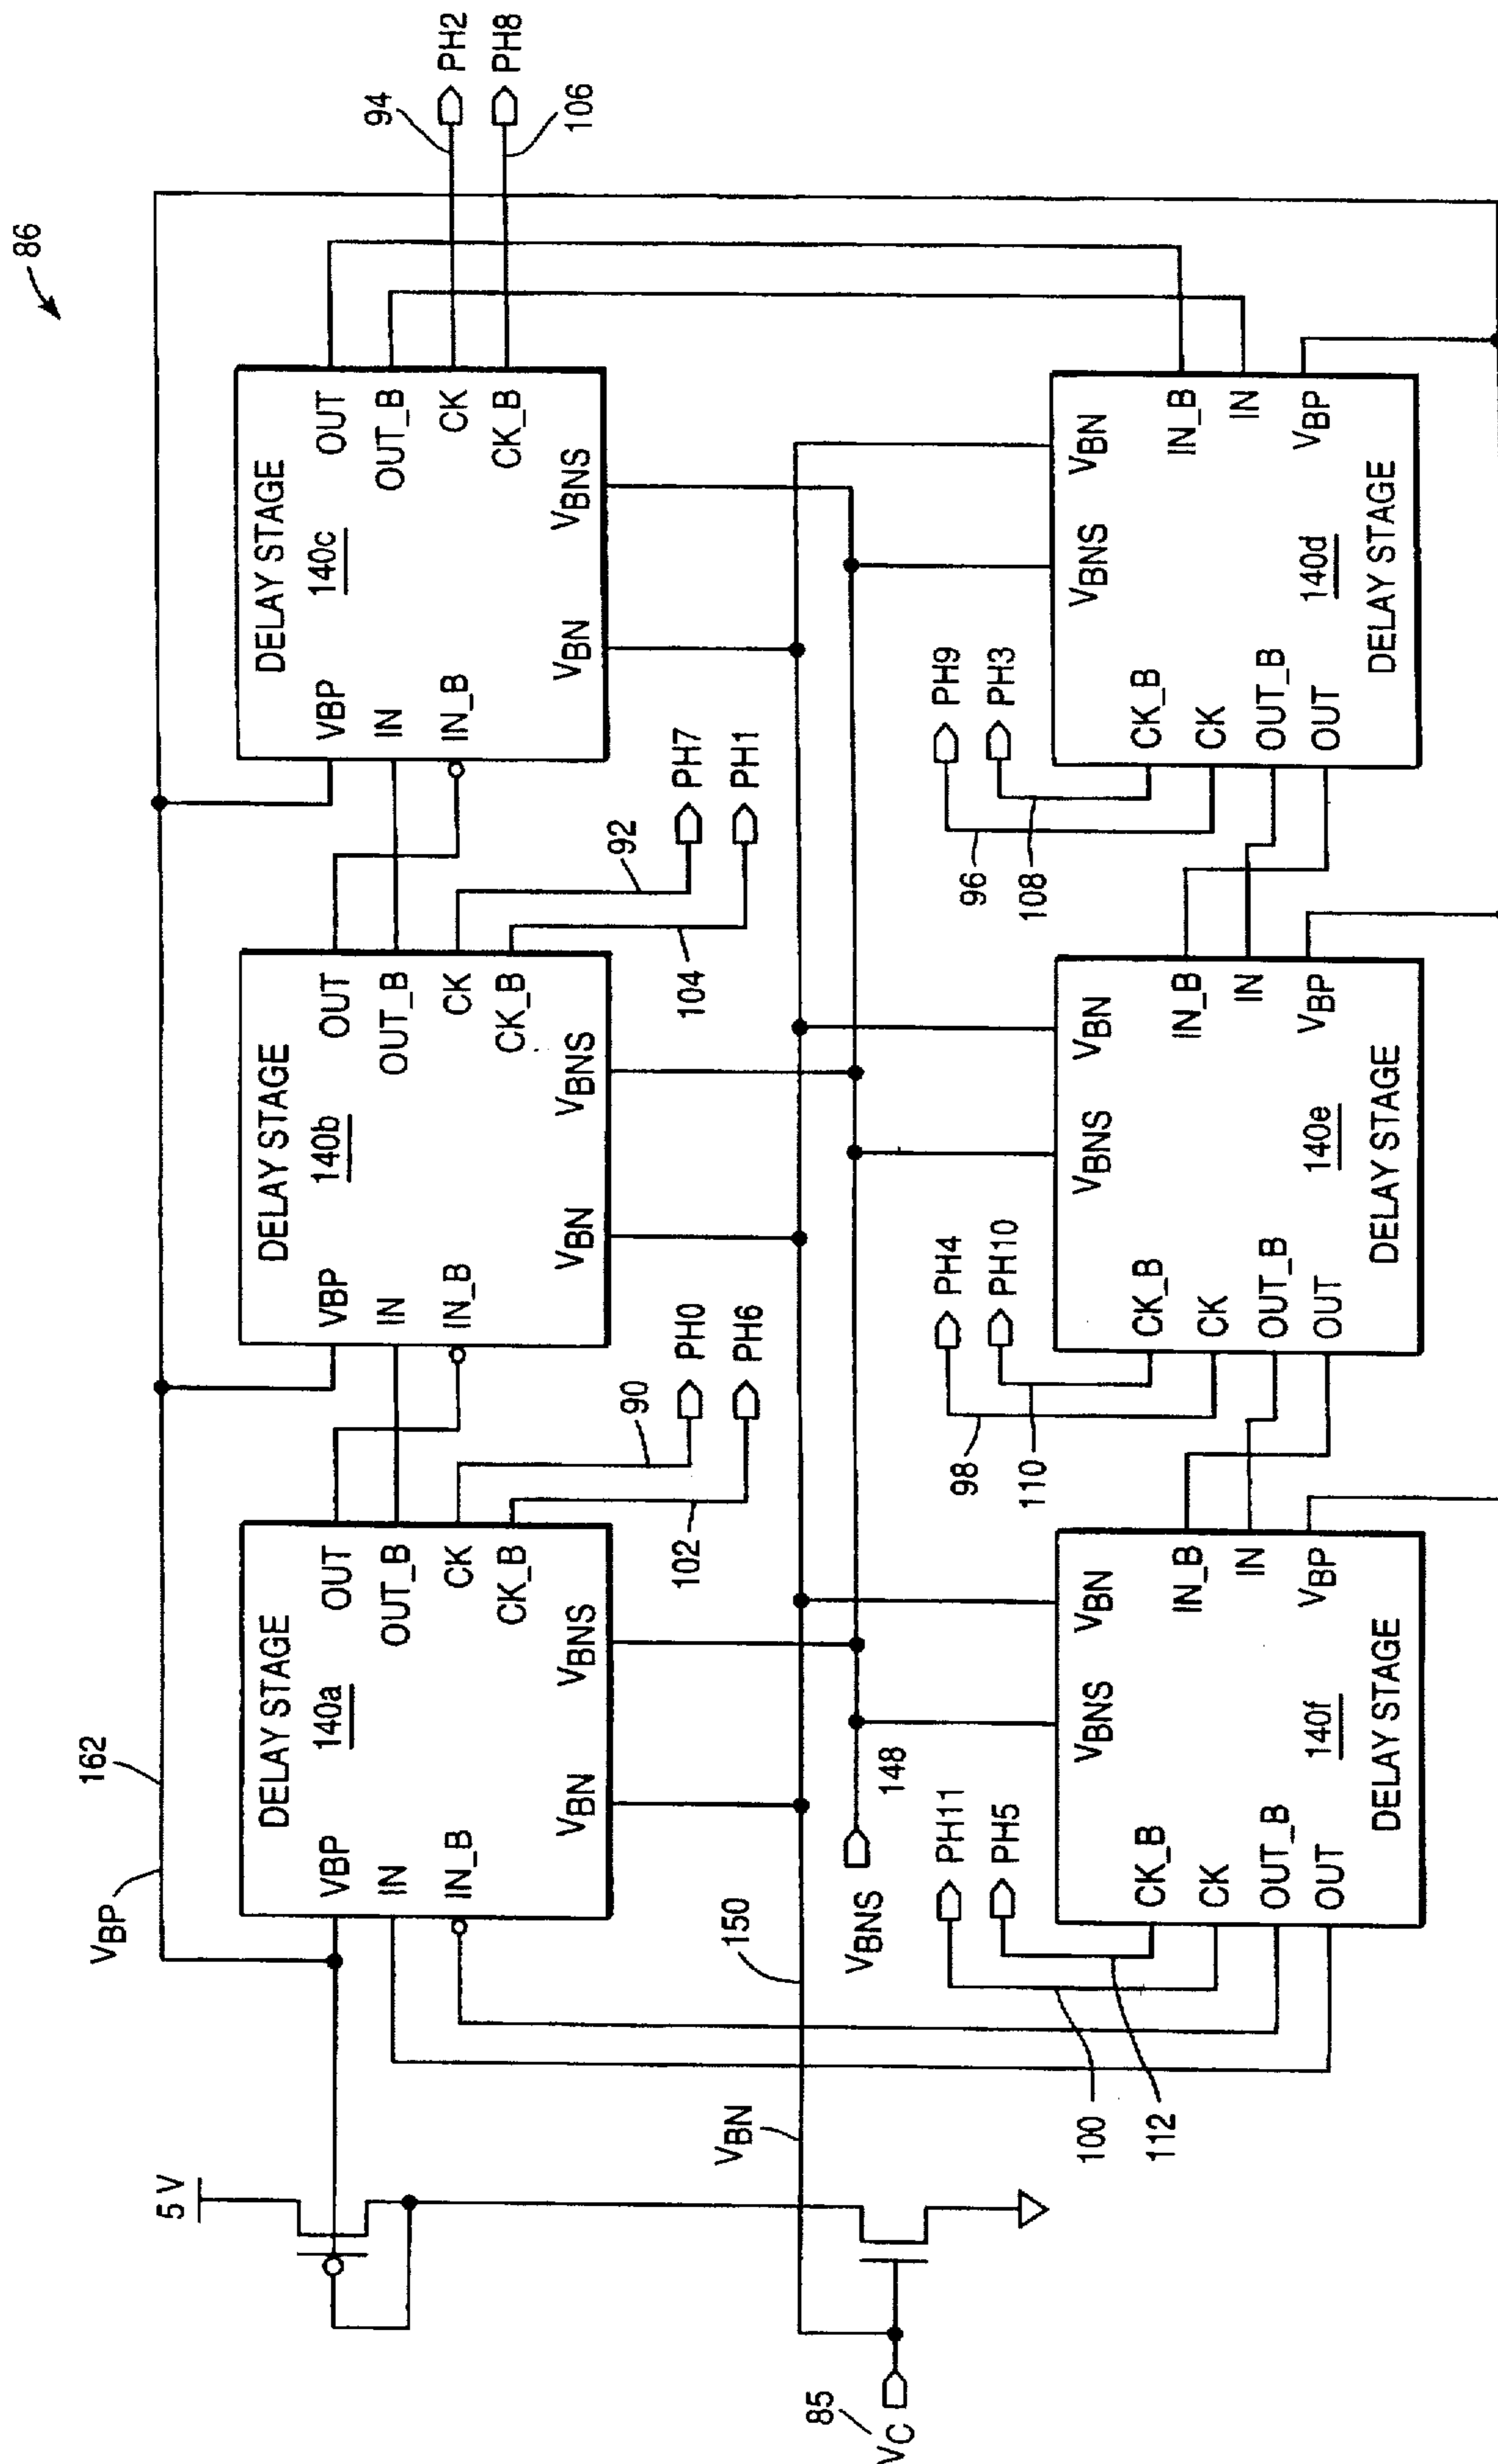 86
162
VBP
5 V
DELAY STAGE
140a
VBP
IN
IN_B
OUT
OUT_B
CK
CK_B
VBN
VBNS
90
102
PH0
PH6
DELAY STAGE
140b
VBP
IN
IN_B
OUT
OUT_B
CK
CK_B
VBN
VBNS
92
104
PH7
PH1
DELAY STAGE
140c
VBP
IN
IN_B
OUT
OUT_B
CK
CK_B
VBN
VBNS
94
PH2
PH8
106
VBN
150
VBNS
148
85
VC
PH11
PH5
100
112
VBNS
VBN
CK_B
CK
OUT_B
OUT
IN_B
IN
VBP
140f
DELAY STAGE
PH4
PH10
98
110
VBNS
VBN
CK_B
CK
OUT_B
OUT
IN_B
IN
VBP
140e
DELAY STAGE
PH9
PH3
96
108
VBNS
VBN
CK_B
CK
OUT_B
OUT
IN_B
IN
VBP
140d
DELAY STAGE